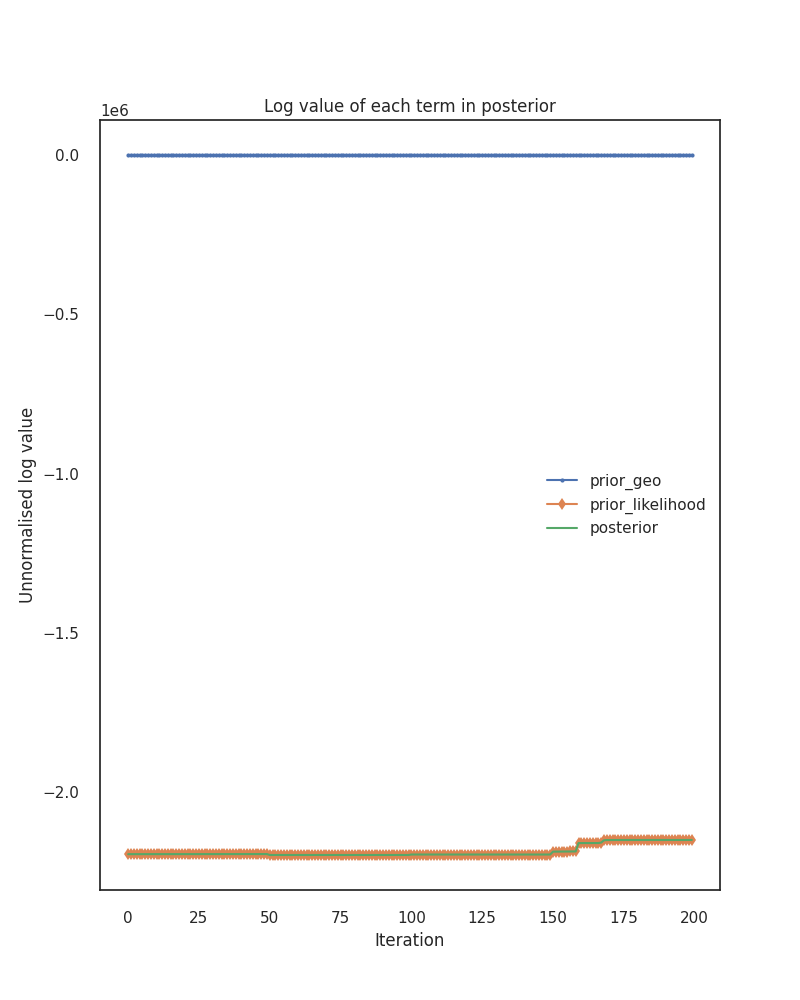 Log value of each term in posterior
1e6
0.0
−0.5
−1.0
−1.5
−2.0
Unnormalised log value
prior_geo
prior_likelihood
posterior
0 25 50 75 100 125 150 175 200
Iteration